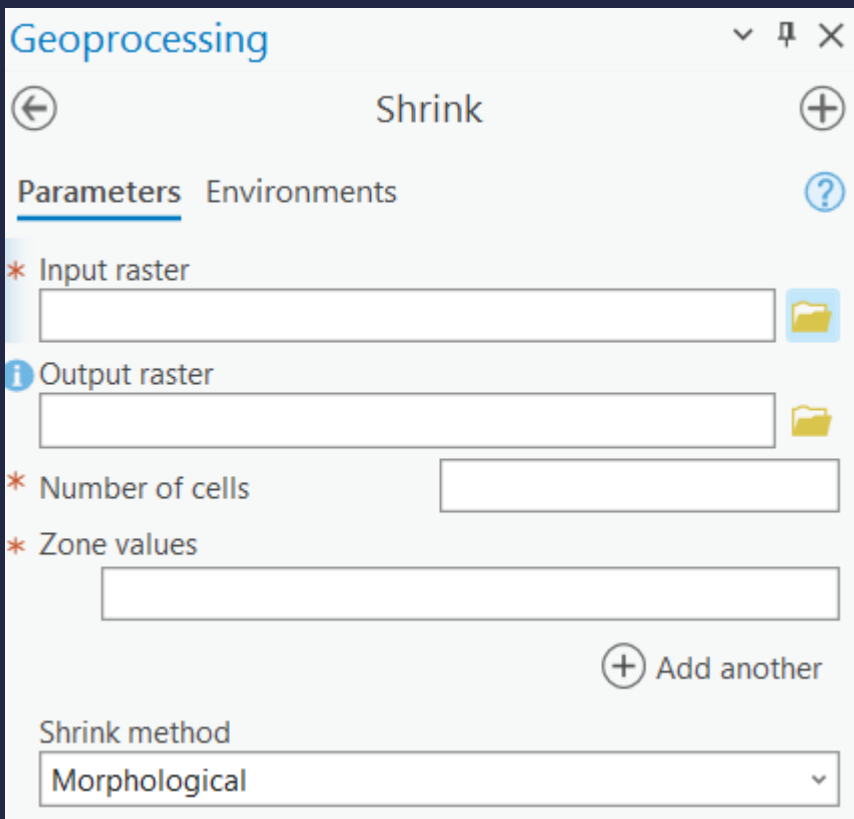 Geoprocessing
Shrink
Parameters Environments
* Input raster
Output raster
* Number of cells
* Zone values
Add another
Shrink method
Morphological